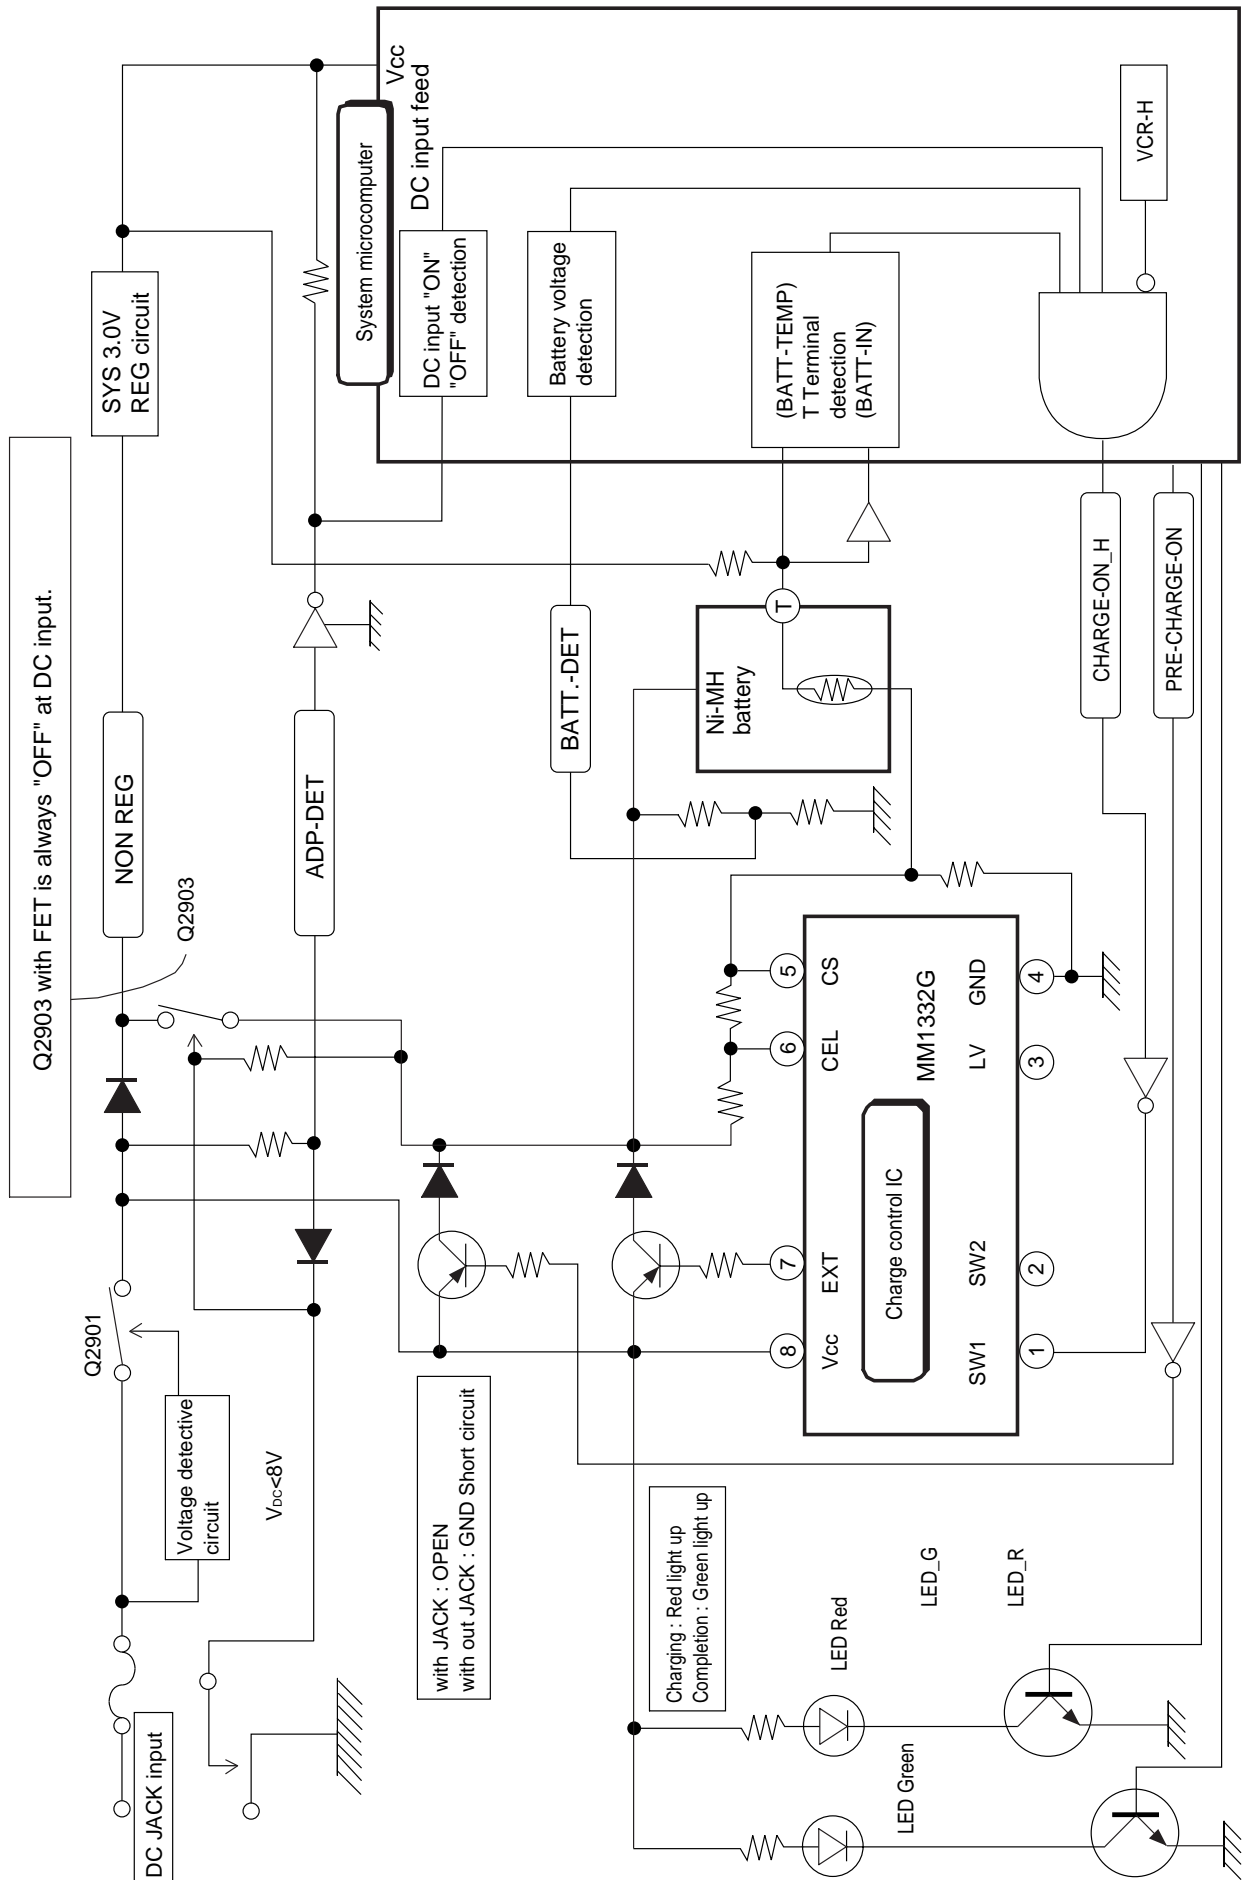 Q2903 with FET is always "OFF" at DC input.
DC JACK input
Voltage detective
circuit
Q2901
VDC<8V
Q2903
NON REG
ADP-DET
SYS 3.0V
REG circuit
Vcc
DC input feed
System microcomputer
DC input "ON"
"OFF" detection
Battery voltage
detection
(BATT-TEMP)
T Terminal
detection
(BATT-IN)
VCR-H
with JACK : OPEN
with out JACK : GND Short circuit
BATT.-DET
Ni-MH
battery
T
CHARGE-ON_H
PRE-CHARGE-ON
Charging : Red light up
Completion : Green light up
8
7
6
5
Vcc
EXT
CEL
CS
Charge control IC
MM1332G
SW1
SW2
LV
GND
1
2
3
4
LED Red
LED Green
LED_G
LED_R